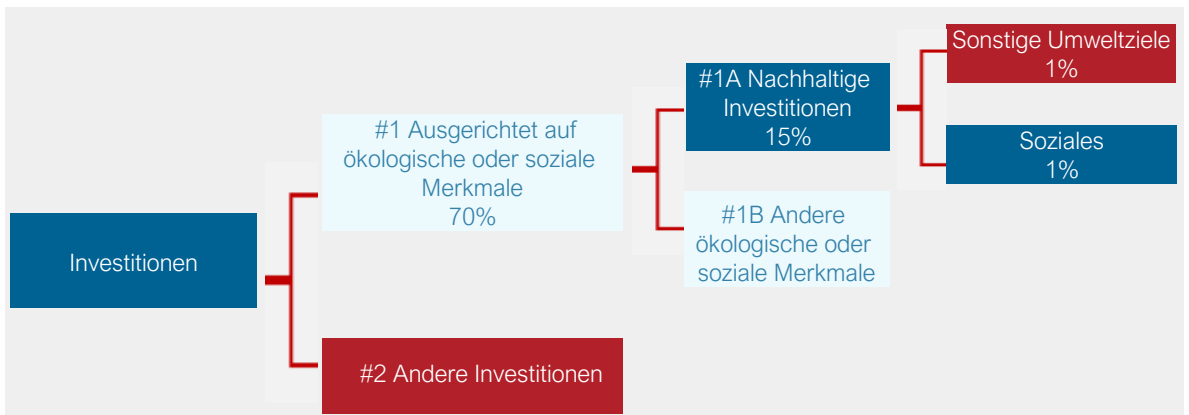 Investitionen
#1 Ausgerichtet auf
ökologische oder soziale
Merkmale
70%
#2 Andere Investitionen
#1A Nachhaltige
Investitionen
15%
#1B Andere
ökologische oder
soziale Merkmale
Sonstige Umweltziele
1%
Soziales
1%